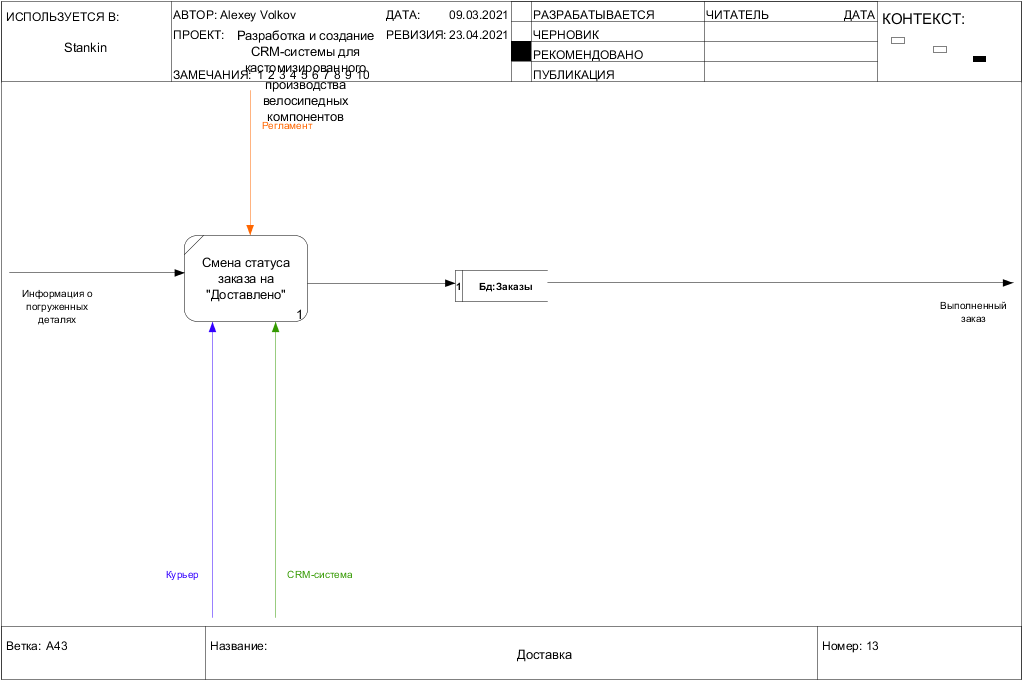 ИСПОЛЬЗУЕТСЯ В:
Stankin
АВТОР: Alexey Volkov
ДАТА: 09.03.2021
ПРОЕКТ:
Разработка и создание
CRM-системы для
кастомизированного
производства
велосипедных
компонентов
РЕВИЗИЯ: 23.04.2021
ЗАМЕЧАНИЯ: 1 2 3 4 5 6 7 8 9 10
РАЗРАБАТЫВАЕТСЯ
ЧЕРНОВИК
РЕКОМЕНДОВАНО
ПУБЛИКАЦИЯ
ЧИТАТЕЛЬ ДАТА
КОНТЕКСТ:
Регламент
Смена статуса
заказа на
"Доставлено"
1
Информация о
погруженных
деталях
1 Бд:Заказы
Выполненный
заказ
Курьер
CRM-система
Ветка: A43
Название:
Доставка
Номер: 13